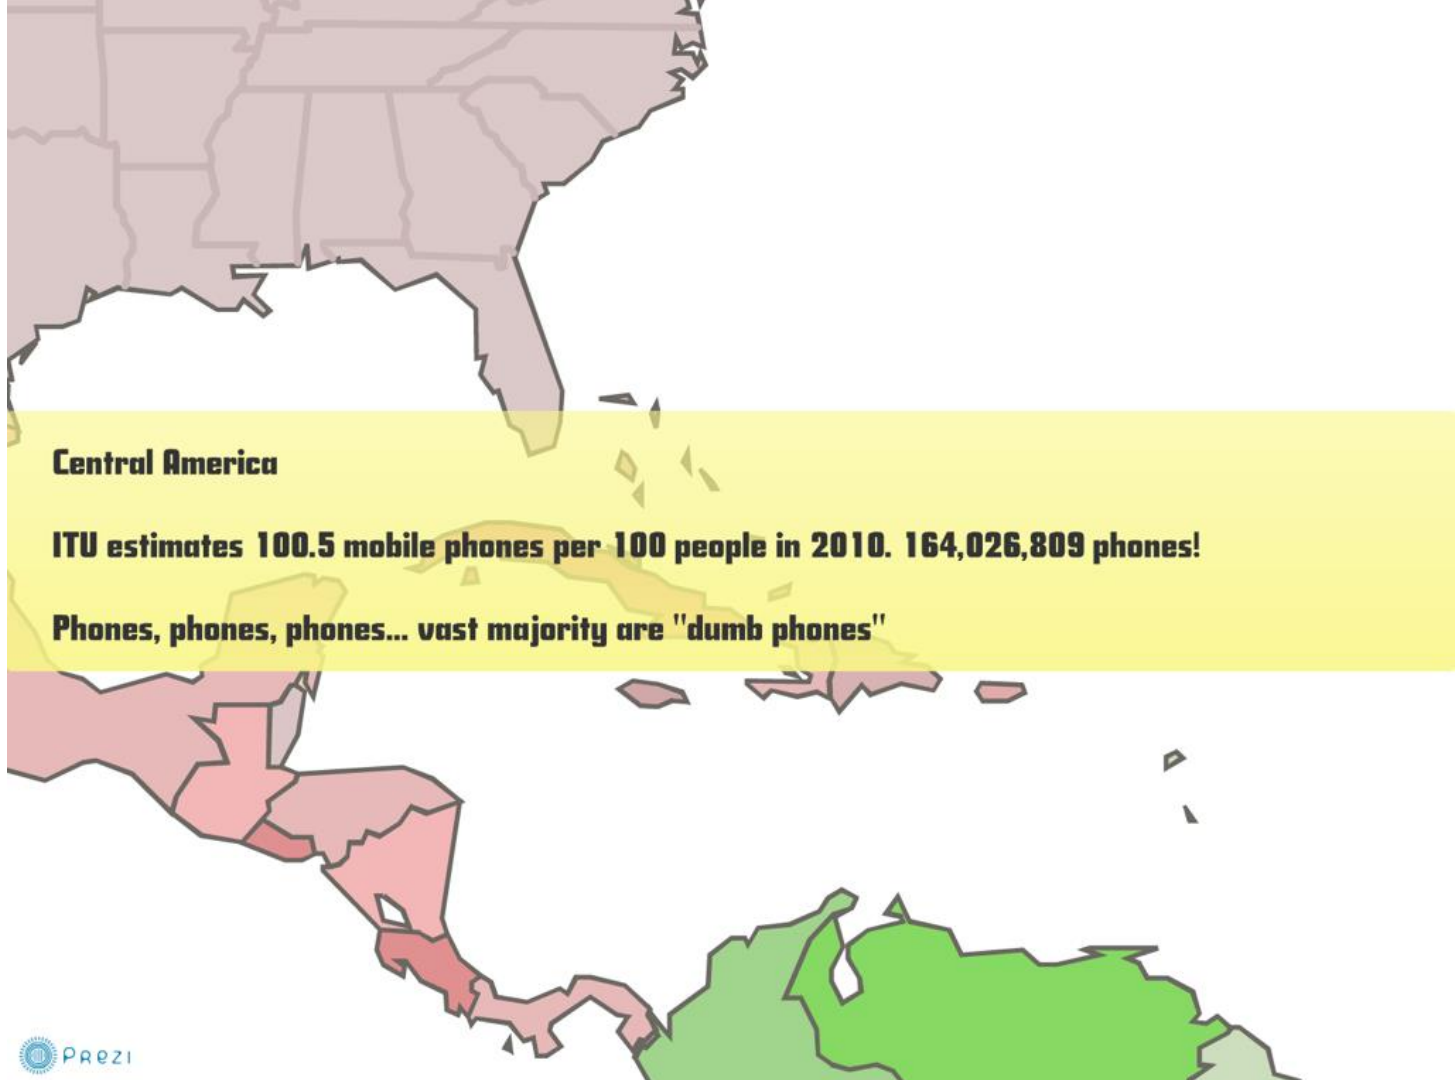 Central America
ITU estimates 100.5 mobile phones per 100 people in 2010. 164,026,809 phones!
Phones, phones, phones... vast majority are "dumb phones"
PREZI